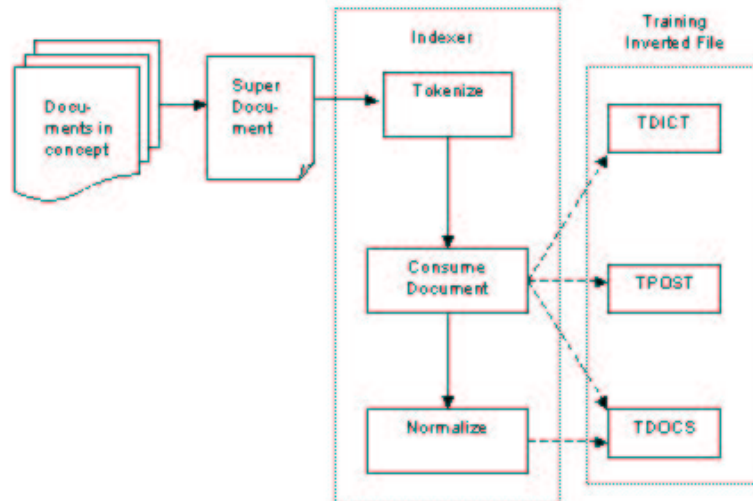 Training
Inverted File
Indexer
Docu-
ments in
concept
Super
Docu-
ment
Tokenize
TDICT
Consume
Document
TPOST
Normalize
TDOCS